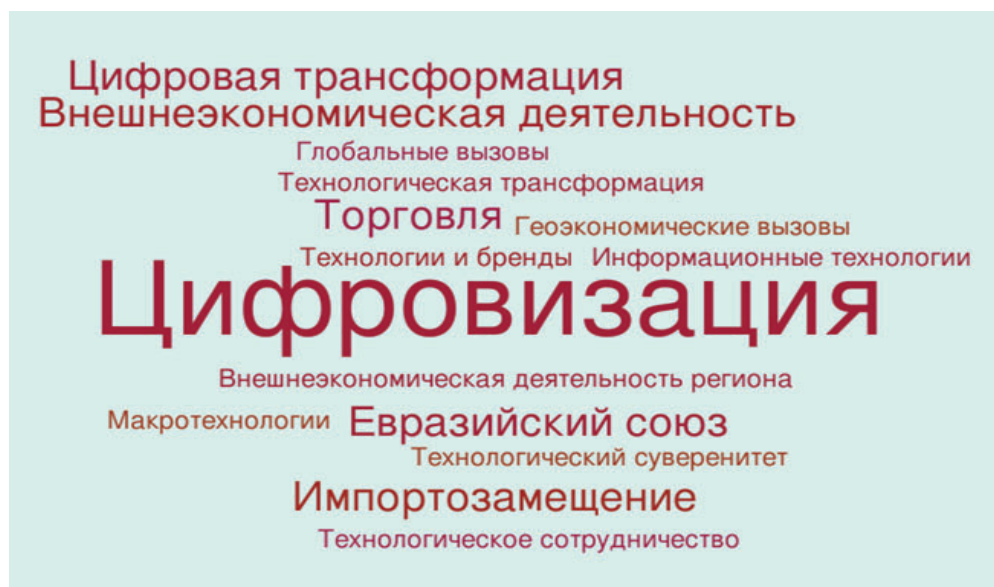 Цифровая трансформация
Внешнеэкономическая деятельность
Глобальные вызовы
Технологическая трансформация
Торговля
Геоэкономические вызовы
Технологии и бренды
Информационные технологии
Цифровизация
Внешнеэкономическая деятельность региона
Макротехнологии
Евразийский союз
Технологический суверенитет
Импортозамещение
Технологическое сотрудничество